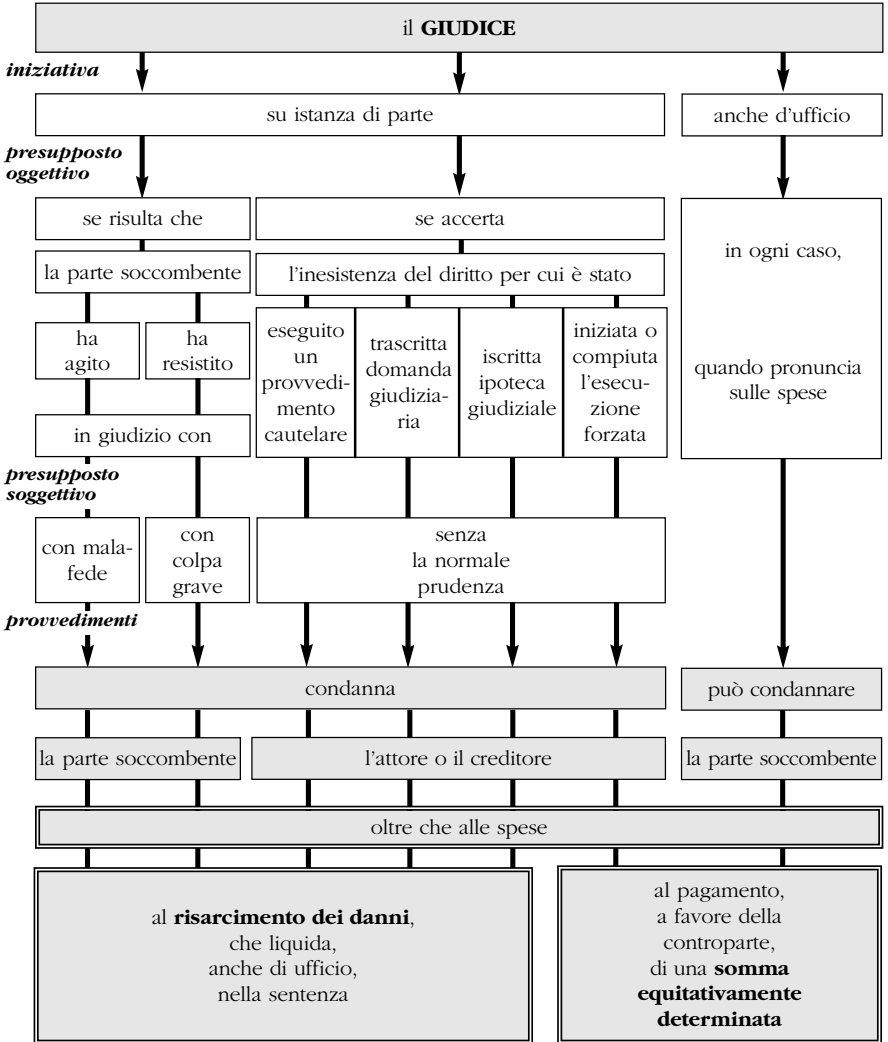 il GIUDICE
iniziativa
su istanza di parte
anche d'ufficio
presupposto
oggettivo
se risulta che
se accerta
in ogni caso,
quando pronuncia
sulle spese
la parte soccombente
l'inesistenza del diritto per cui è stato
ha
agito
ha
resistito
eseguito
un
provvedi-
mento
cautelare
trascritta
domanda
giudizia-
ria
iscritta
ipoteca
giudiziale
iniziata o
compiuta
l'esecu-
zione
forzata
in giudizio con
presupposto
soggettivo
con mala-
fede
con
colpa
grave
senza
la normale
prudenza
provvedimenti
condanna
può condannare
la parte soccombente
l'attore o il creditore
la parte soccombente
oltre che alle spese
al risarcimento dei danni,
che liquida,
anche di ufficio,
nella sentenza
al pagamento,
a favore della
controparte,
di una somma
equitativamente
determinata